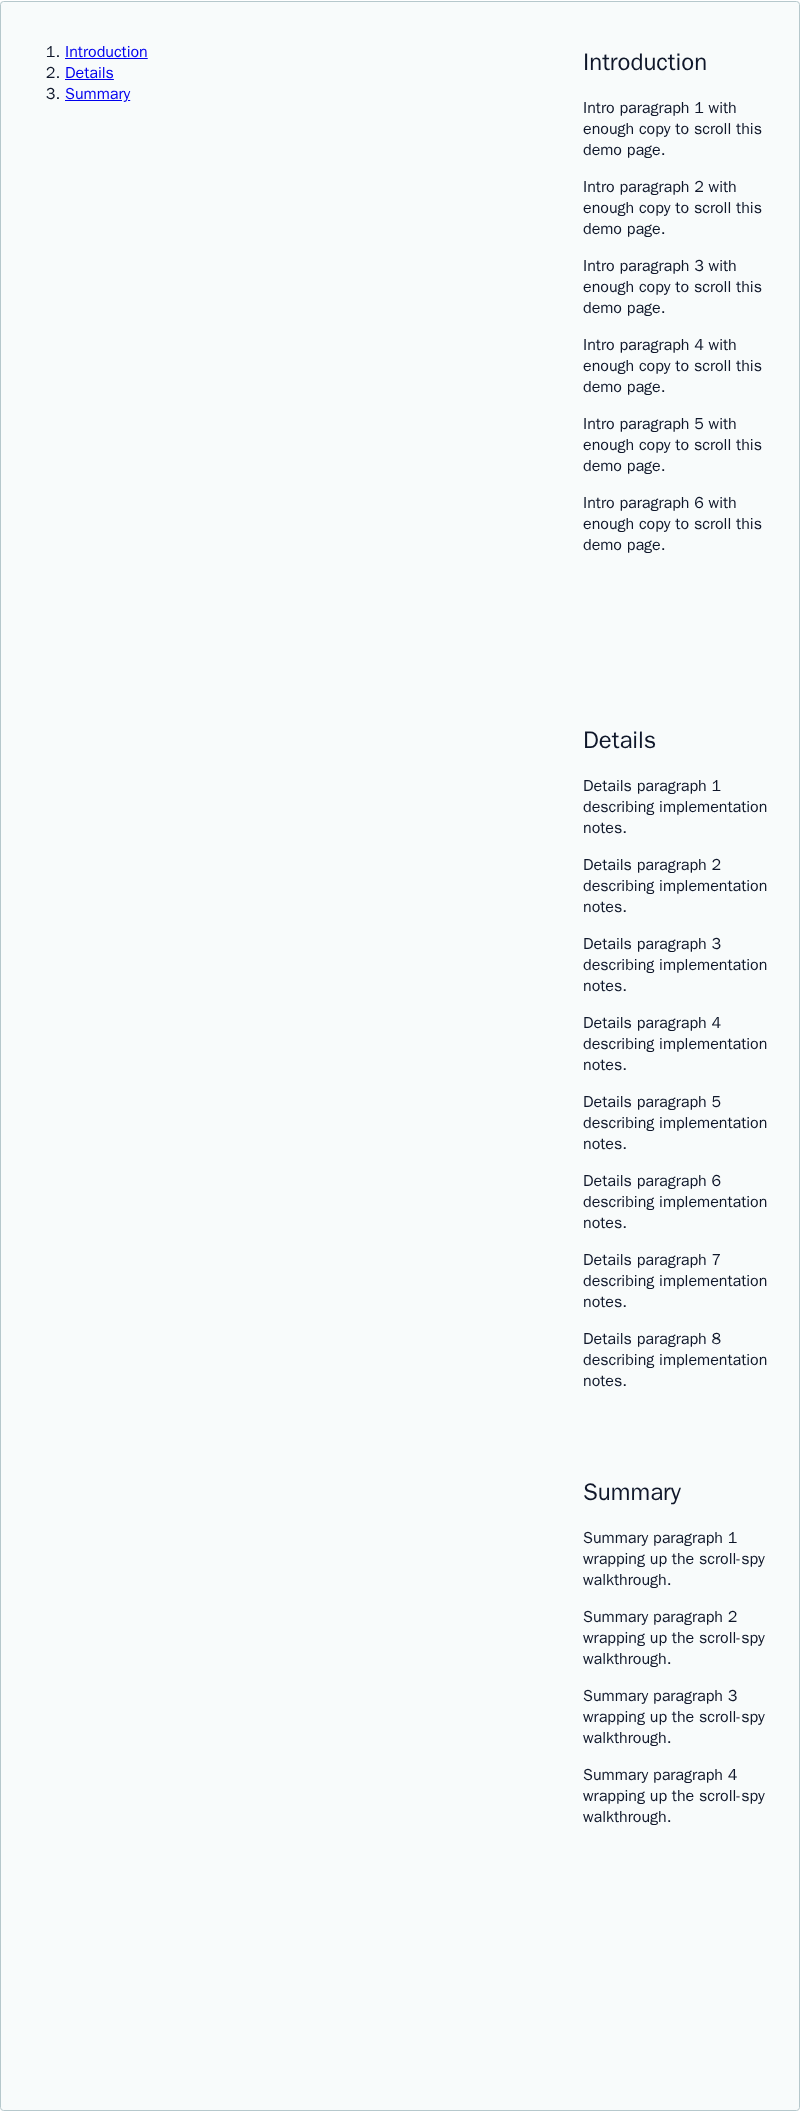 1. Introduction
2. Details
3. Summary
Introduction
Intro paragraph 1 with
enough copy to scroll this
demo page.
Intro paragraph 2 with
enough copy to scroll this
demo page.
Intro paragraph 3 with
enough copy to scroll this
demo page.
Intro paragraph 4 with
enough copy to scroll this
demo page.
Intro paragraph 5 with
enough copy to scroll this
demo page.
Intro paragraph 6 with
enough copy to scroll this
demo page.
Details
Details paragraph 1
describing implementation
notes.
Details paragraph 2
describing implementation
notes.
Details paragraph 3
describing implementation
notes.
Details paragraph 4
describing implementation
notes.
Details paragraph 5
describing implementation
notes.
Details paragraph 6
describing implementation
notes.
Details paragraph 7
describing implementation
notes.
Details paragraph 8
describing implementation
notes.
Summary
Summary paragraph 1
wrapping up the scroll-spy
walkthrough.
Summary paragraph 2
wrapping up the scroll-spy
walkthrough.
Summary paragraph 3
wrapping up the scroll-spy
walkthrough.
Summary paragraph 4
wrapping up the scroll-spy
walkthrough.